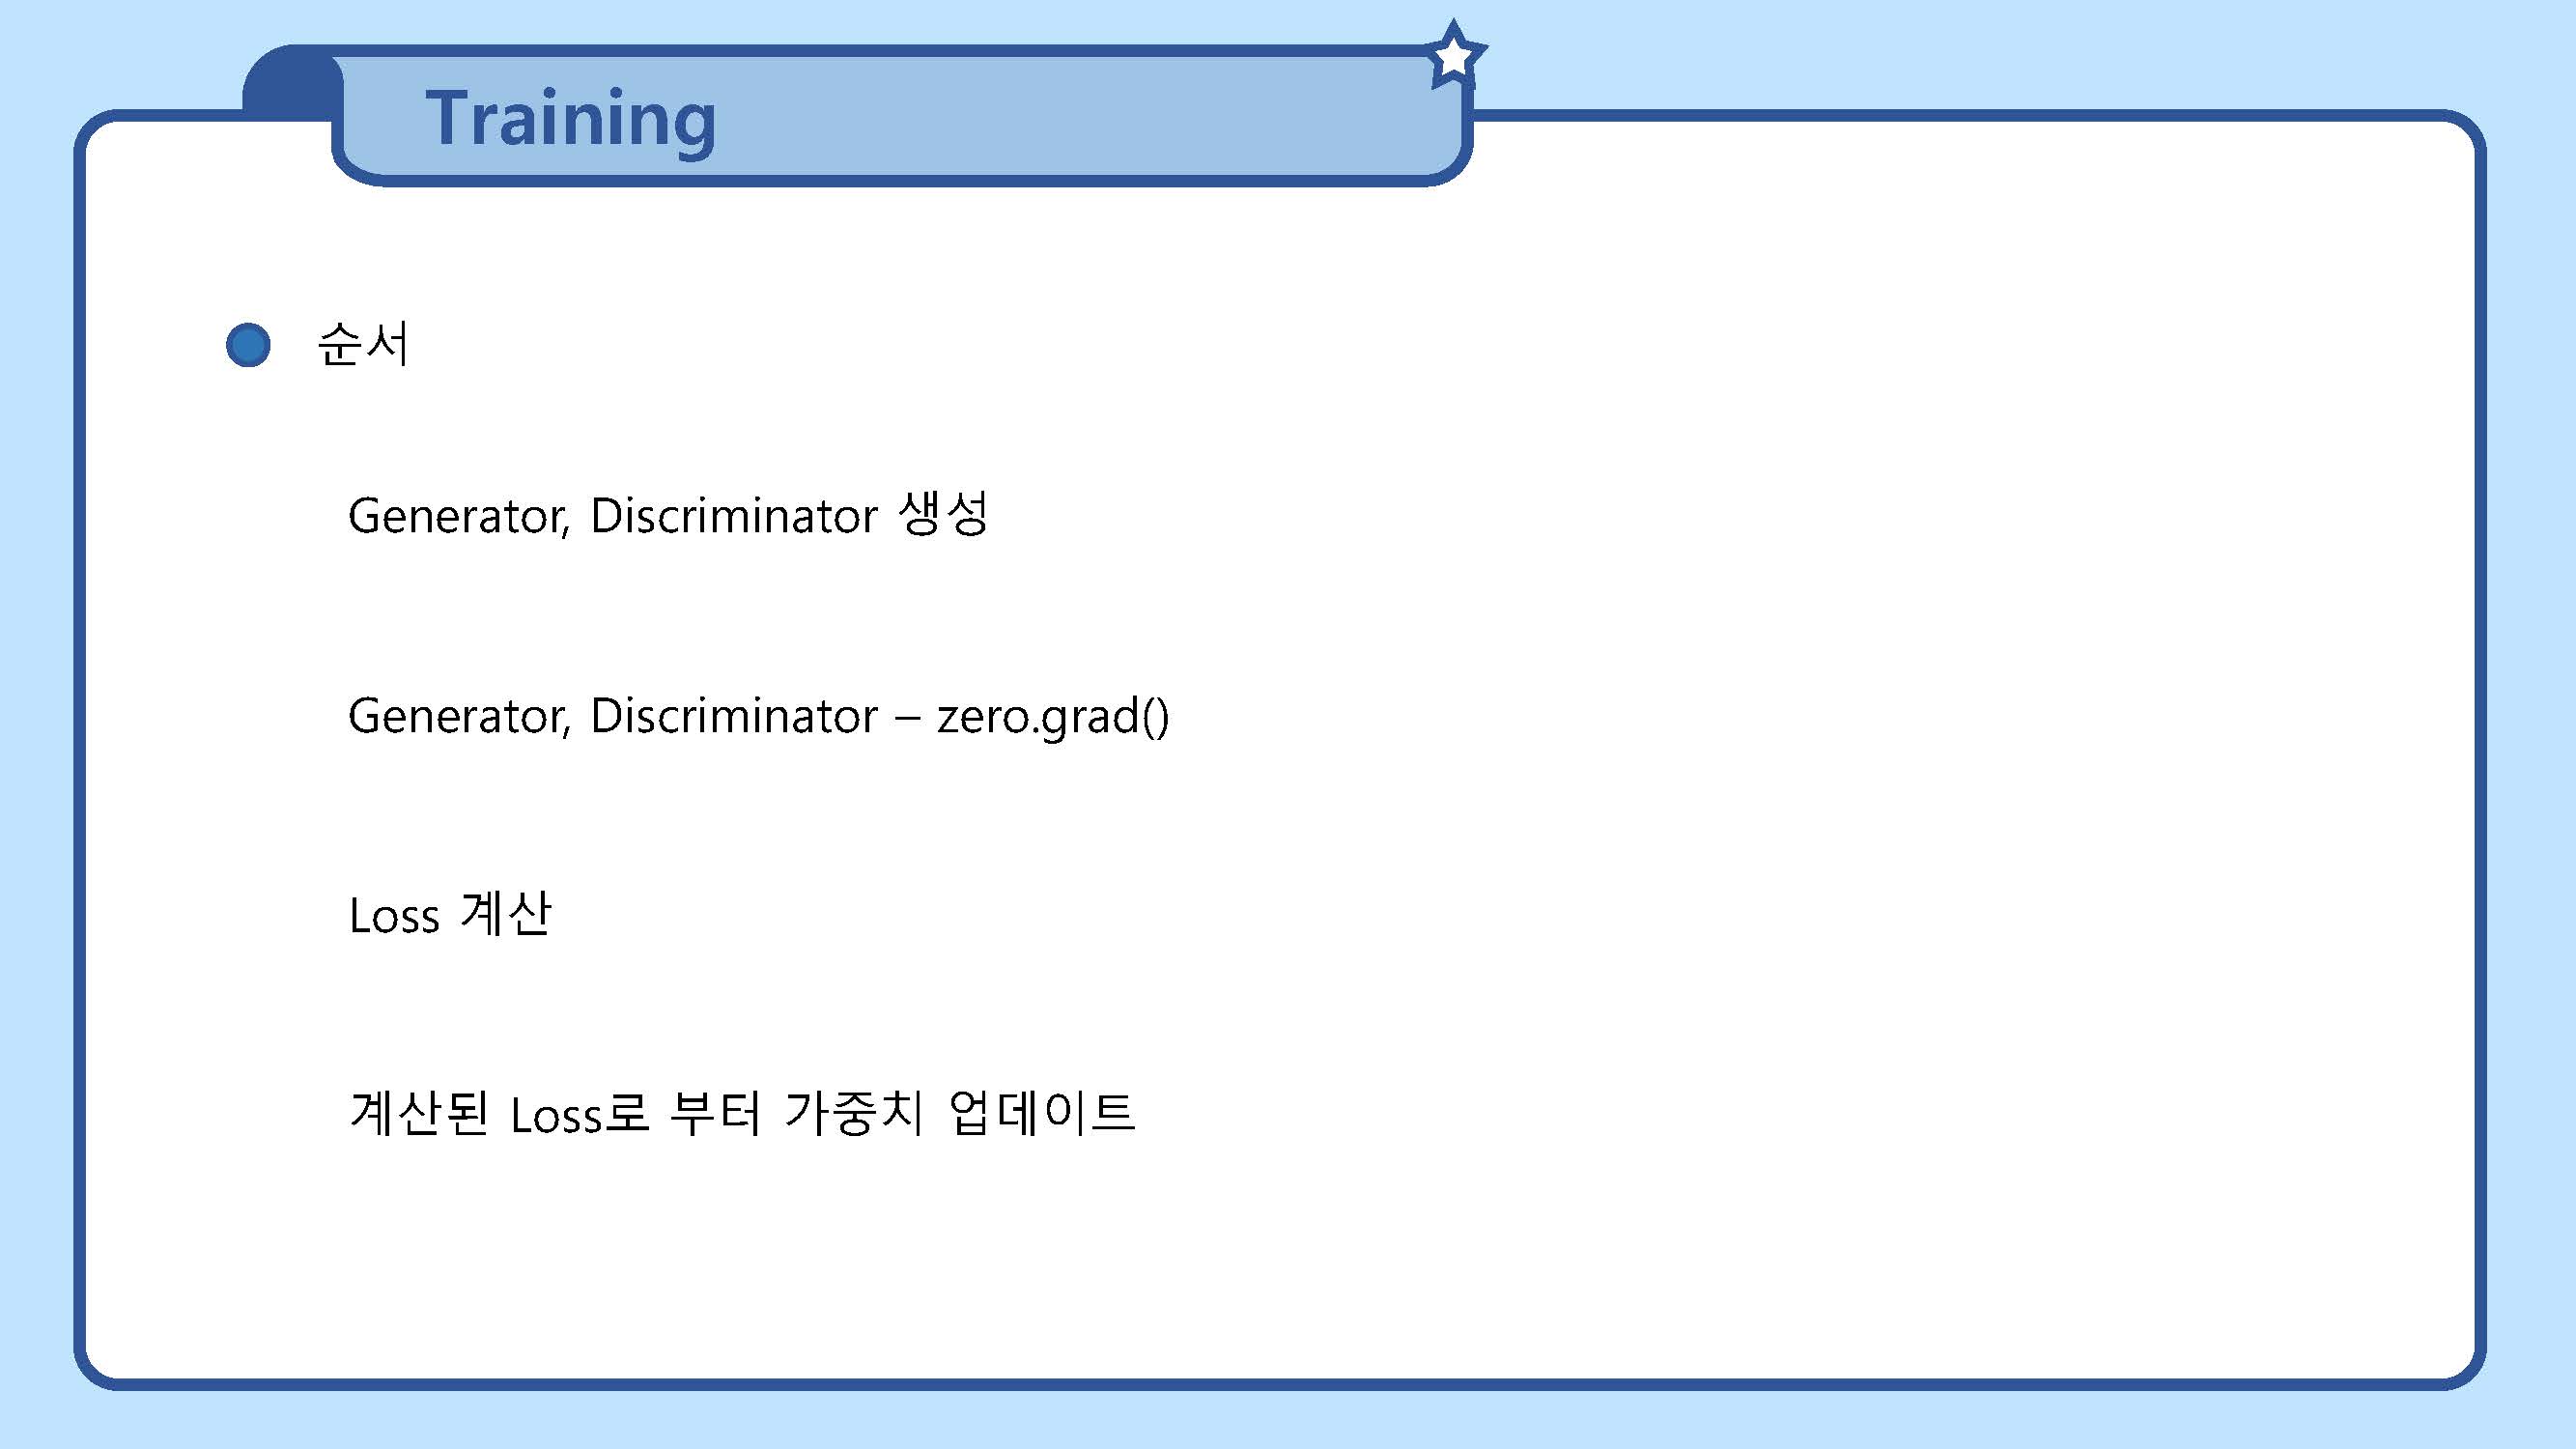 Training
순서
Generator, Discriminator 생성
Generator, Discriminator – zero.grad()
Loss 계산
계산된 Loss로 부터 가중치 업데이트